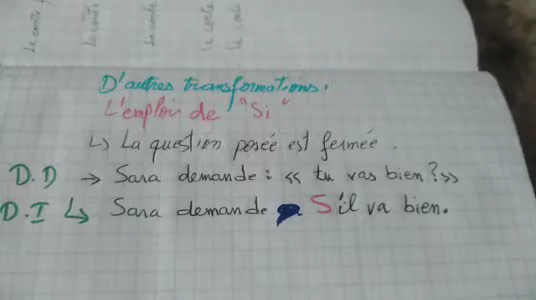 D'autres transformations.
L'emploi de "Si"
↳ La question posée est fermée.
D.D → Sara demande : « tu vas bien ? »
D.I ↳ Sara demande S'il va bien.